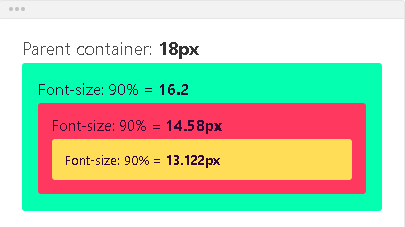 Parent container: 18px
Font-size: 90% = 16.2
Font-size: 90% = 14.58px
Font-size: 90% = 13.122px